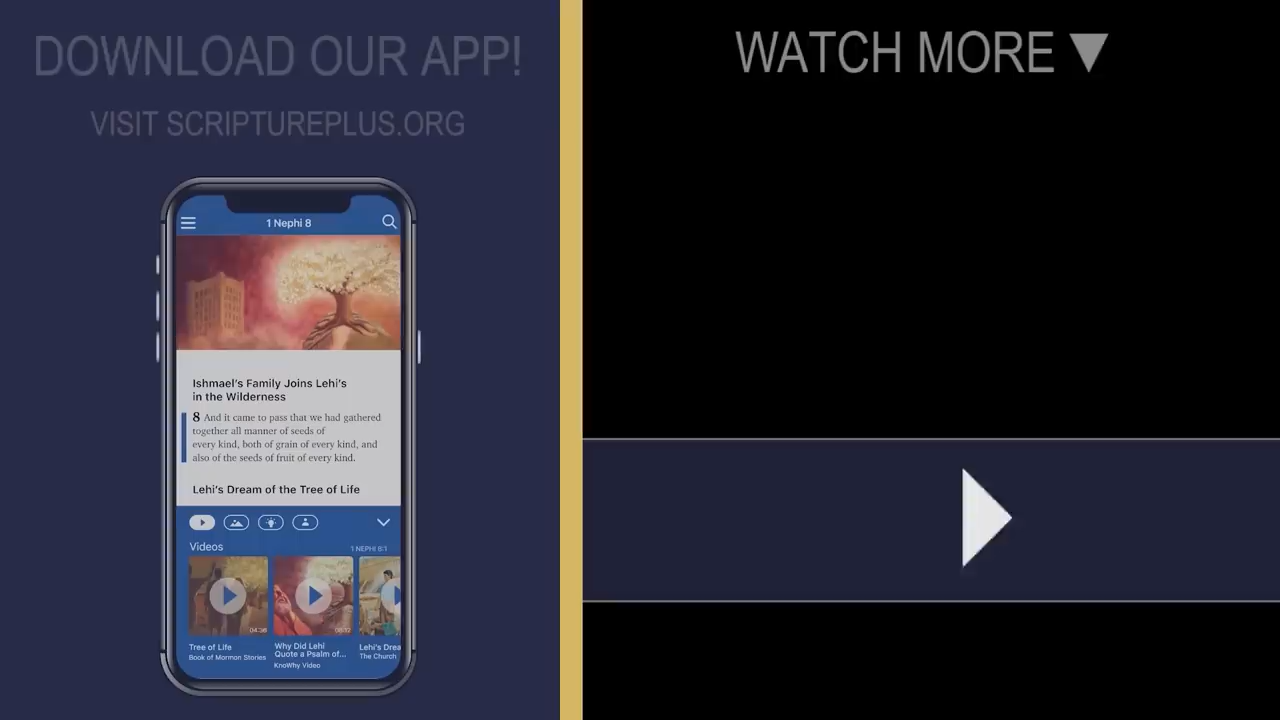 DOWNLOAD OUR APP!
VISIT SCRIPTUREPLUS.ORG
1 Nephi 8
Ishmael's Family Joins Lehi's
in the Wilderness
8 And it came to pass that we had gathered
together all manner of seeds of
every kind, both of grain of every kind, and
also of the seeds of fruit of every kind.
Lehi's Dream of the Tree of Life
Videos
1 NEPHI 8:1
04:36
Tree of Life
Book of Mormon Stories
Why Did Lehi
Quote a Psalm of...
KnoWhy Video
Lehi's Drea
The Church
WATCH MORE ▼